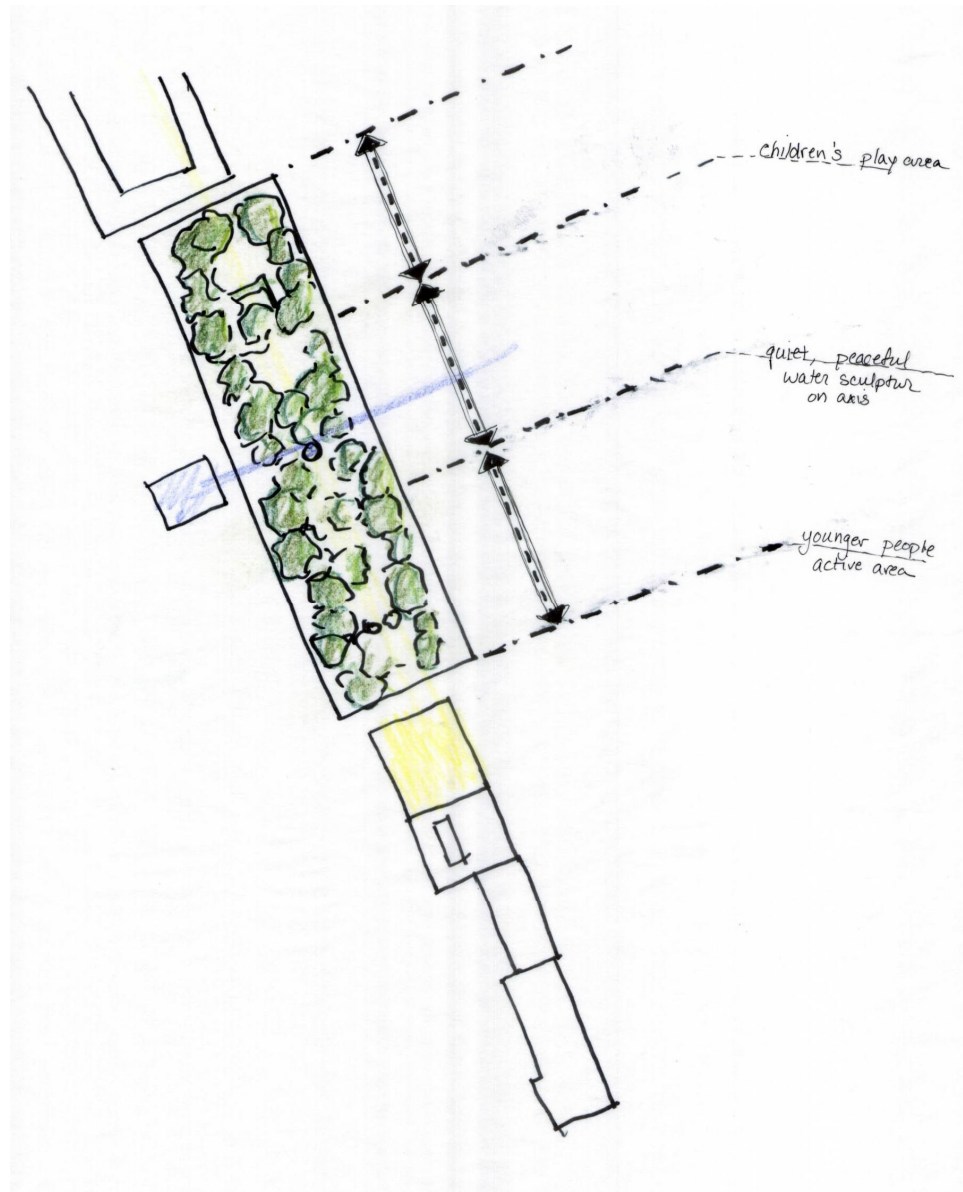 children's play area
quiet, peaceful
water sculptur
on axis
younger people
active area